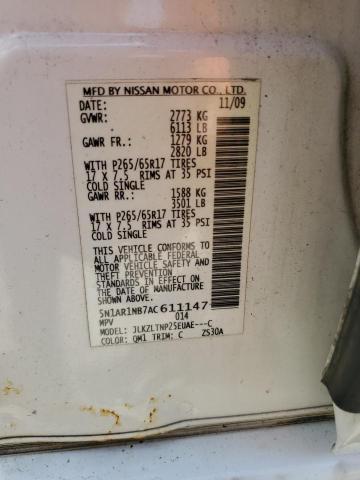 MFD BY NISSAN MOTOR CO., LTD.
DATE: 11/09
GVWR: 2773 KG
6113 LB
GAWR FR.: 1279 KG
2820 LB
WITH P265/65R17 TIRES
17 X 7.5 RIMS AT 35 PSI
COLD SINGLE
GAWR RR.: 1588 KG
3501 LB
WITH P265/65R17 TIRES
17 X 7.5 RIMS AT 35 PSI
COLD SINGLE
THIS VEHICLE CONFORMS TO
ALL APPLICABLE FEDERAL
MOTOR VEHICLE SAFETY AND
THEFT PREVENTION
STANDARDS IN EFFECT ON
THE DATE OF MANUFACTURE
SHOWN ABOVE.
5N1AR1NB7AC611147
MPV 014
MODEL: JLKZLTNP25EUAE---C
COLOR: QM1 TRIM: C ZS30A